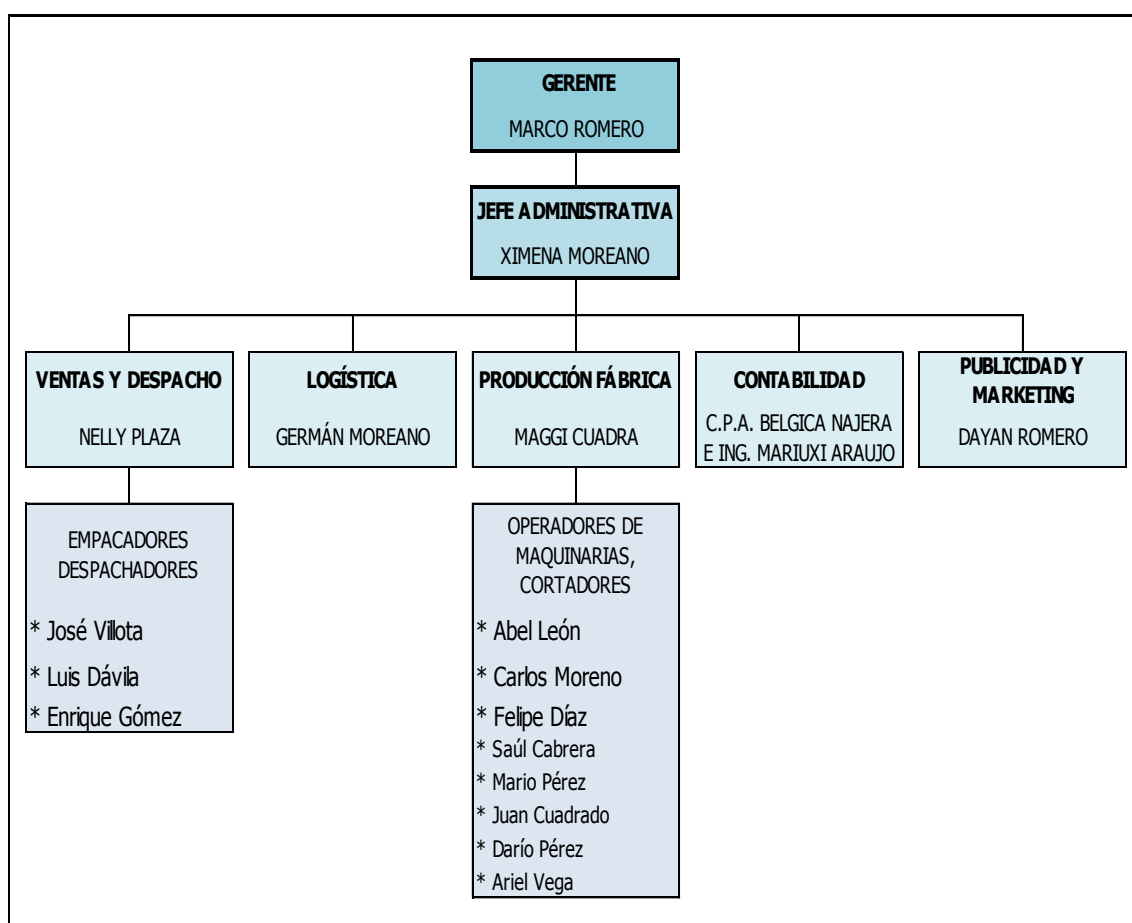 GERENTE
MARCO ROMERO
JEFE ADMINISTRATIVA
XIMENA MOREANO
VENTAS Y DESPACHO
NELLY PLAZA
LOGÍSTICA
GERMÁN MOREANO
PRODUCCIÓN FÁBRICA
MAGGI CUADRA
CONTABILIDAD
C.P.A. BELGICA NAJERA
E ING. MARIUXI ARAUJO
PUBLICIDAD Y
MARKETING
DAYAN ROMERO
EMPACADORES
DESPACHADORES
* José Villota
* Luis Dávila
* Enrique Gómez
OPERADORES DE
MAQUINARIAS,
CORTADORES
* Abel León
* Carlos Moreno
* Felipe Díaz
* Saúl Cabrera
* Mario Pérez
* Juan Cuadrado
* Darío Pérez
* Ariel Vega